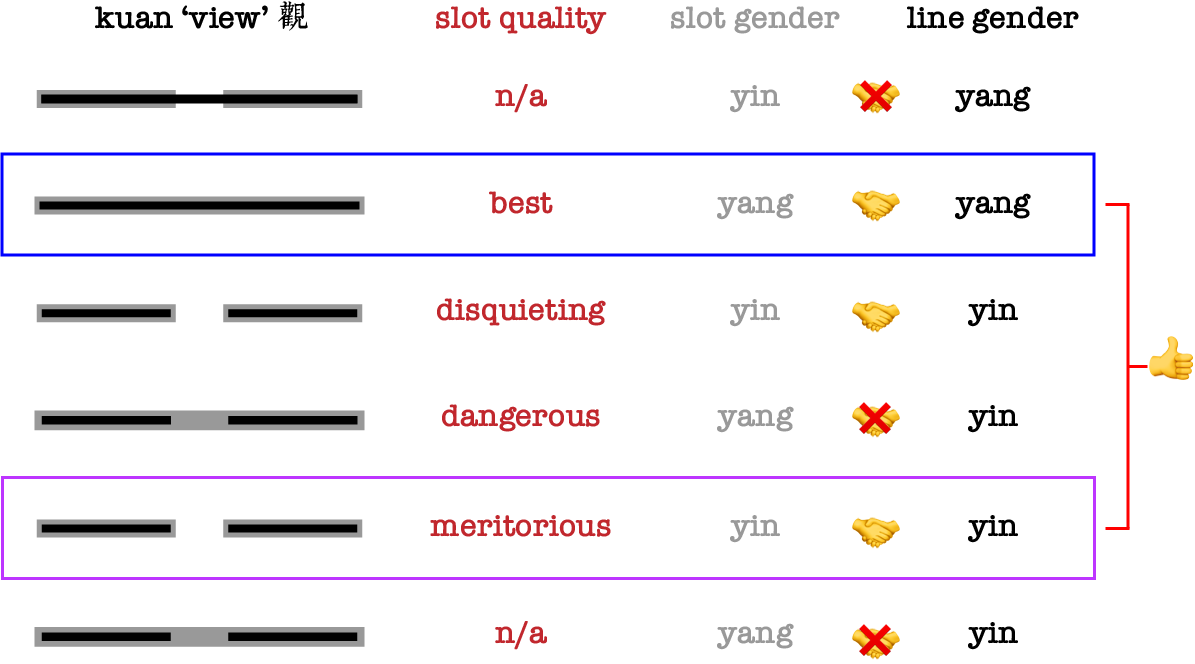 kuan ‘view’ 觀 slot quality slot gender line gender
n/a yin yang
best yang yang
disquieting yin yin
dangerous yang yin
meritorious yin yin
n/a yang yin